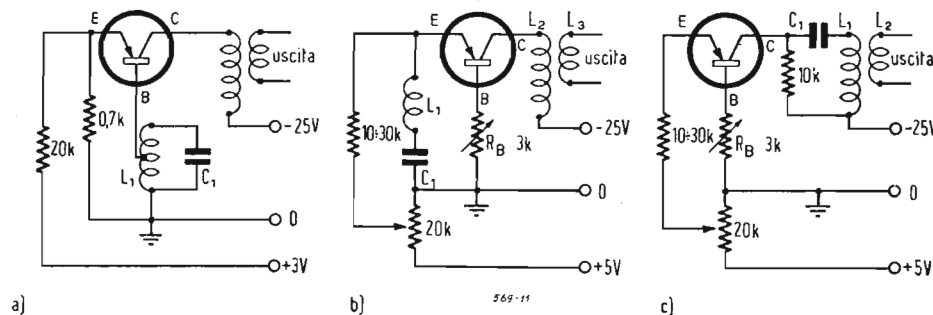 E
C
B
20k
0,7k
L1
C1
uscita
-25V
0
+3V
a)
E
C
B
L2
L3
uscita
10÷30k
L1
C1
RB 3k
-25V
0
20k
+5V
b)
569-11
E
C
B
C1
L1
L2
uscita
10k
10÷30k
RB 3k
-25V
0
20k
+5V
c)